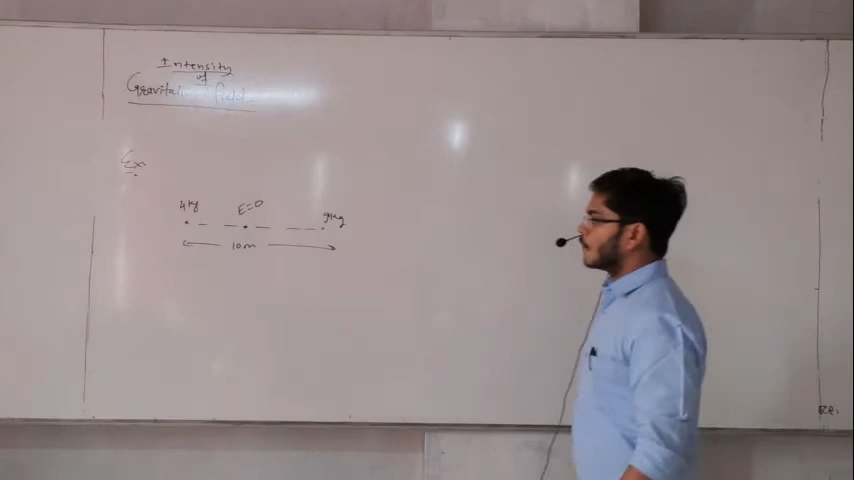 Intensity
of
Gravitational field
Ex
4kg E=0 9kg
10m